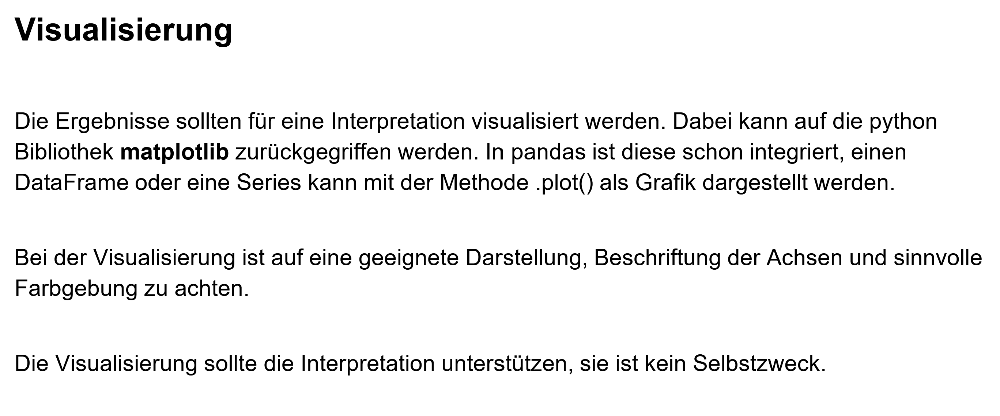 Visualisierung
Die Ergebnisse sollten für eine Interpretation visualisiert werden. Dabei kann auf die python
Bibliothek matplotlib zurückgegriffen werden. In pandas ist diese schon integriert, einen
DataFrame oder eine Series kann mit der Methode .plot() als Grafik dargestellt werden.
Bei der Visualisierung ist auf eine geeignete Darstellung, Beschriftung der Achsen und sinnvolle
Farbgebung zu achten.
Die Visualisierung sollte die Interpretation unterstützen, sie ist kein Selbstzweck.